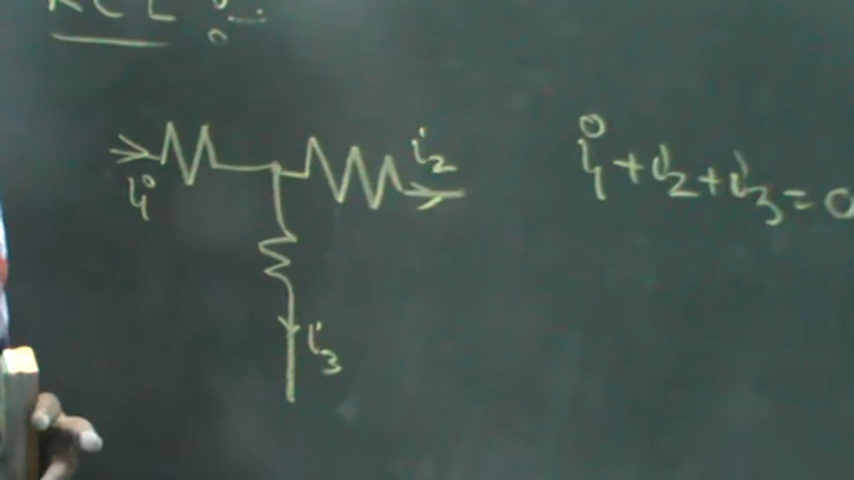 KCL :-
i₁ i₂ i₁ + i₂ + i₃ = 0
i₃